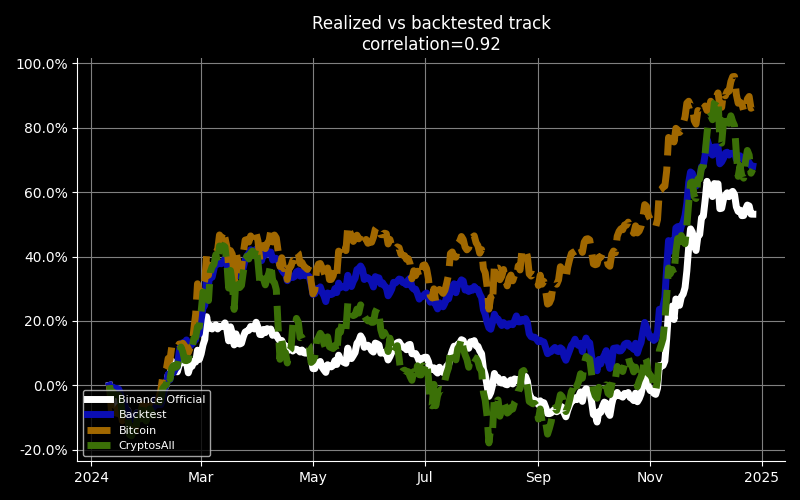 Realized vs backtested track
correlation=0.92
100.0%
80.0%
60.0%
40.0%
20.0%
0.0%
-20.0%
Binance Official
Backtest
Bitcoin
CryptosAll
2024 Mar May Jul Sep Nov 2025